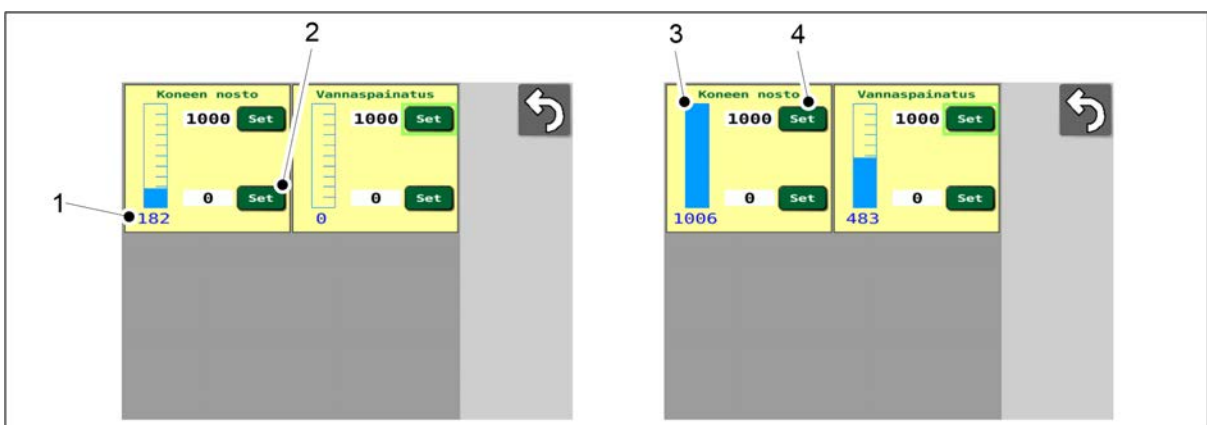 2
3
4
Koneen nosto
Vannaspainatus
1000 Set
1000 Set
0 Set
0 Set
1
182
0
Koneen nosto
Vannaspainatus
1000 Set
1000 Set
0 Set
0 Set
1006
483